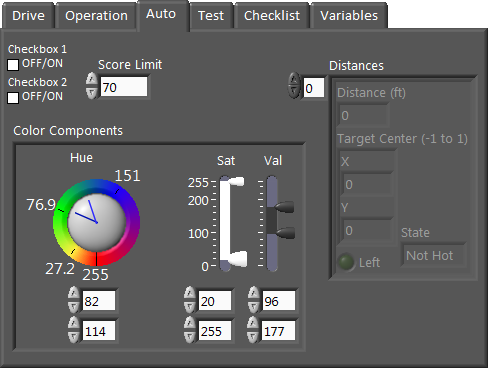 Drive Operation Auto Test Checklist Variables
Checkbox 1
OFF/ON
Checkbox 2
OFF/ON
Score Limit
70
0
Distances
Distance (ft)
0
Target Center (-1 to 1)
X
0
Y
0
State
Left
Not Hot
Color Components
Hue
151
76.9
27.2
255
82
114
Sat
255
200
100
0
20
255
Val
96
177